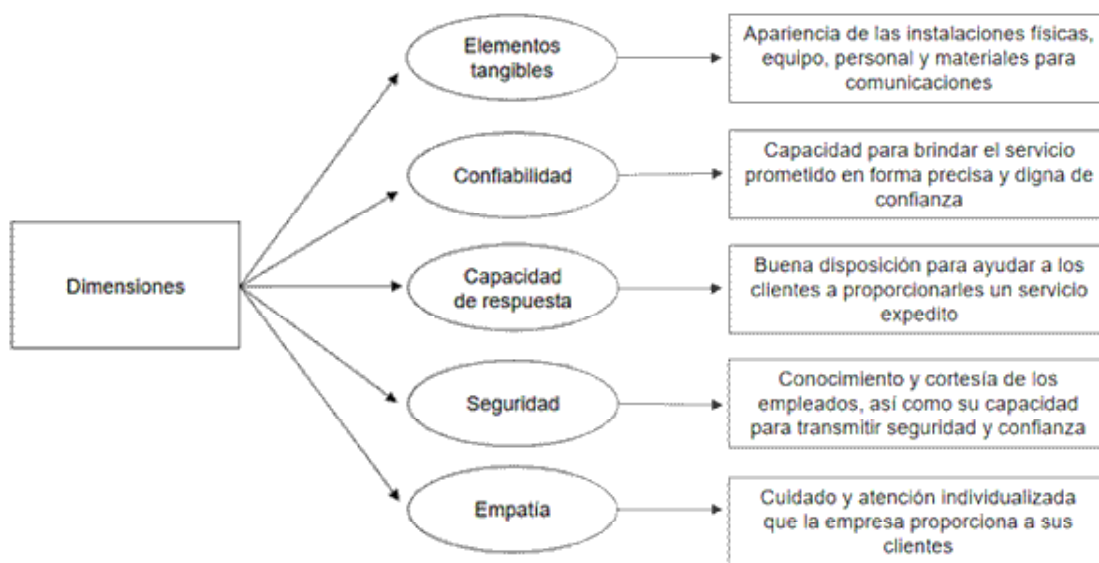 Elementos
tangibles
Apariencia de las instalaciones físicas,
equipo, personal y materiales para
comunicaciones
Confiabilidad
Capacidad para brindar el servicio
prometido en forma precisa y digna de
confianza
Dimensiones
Capacidad
de respuesta
Buena disposición para ayudar a los
clientes a proporcionarles un servicio
expedito
Seguridad
Conocimiento y cortesía de los
empleados, así como su capacidad
para transmitir seguridad y confianza
Empatía
Cuidado y atención individualizada
que la empresa proporciona a sus
clientes